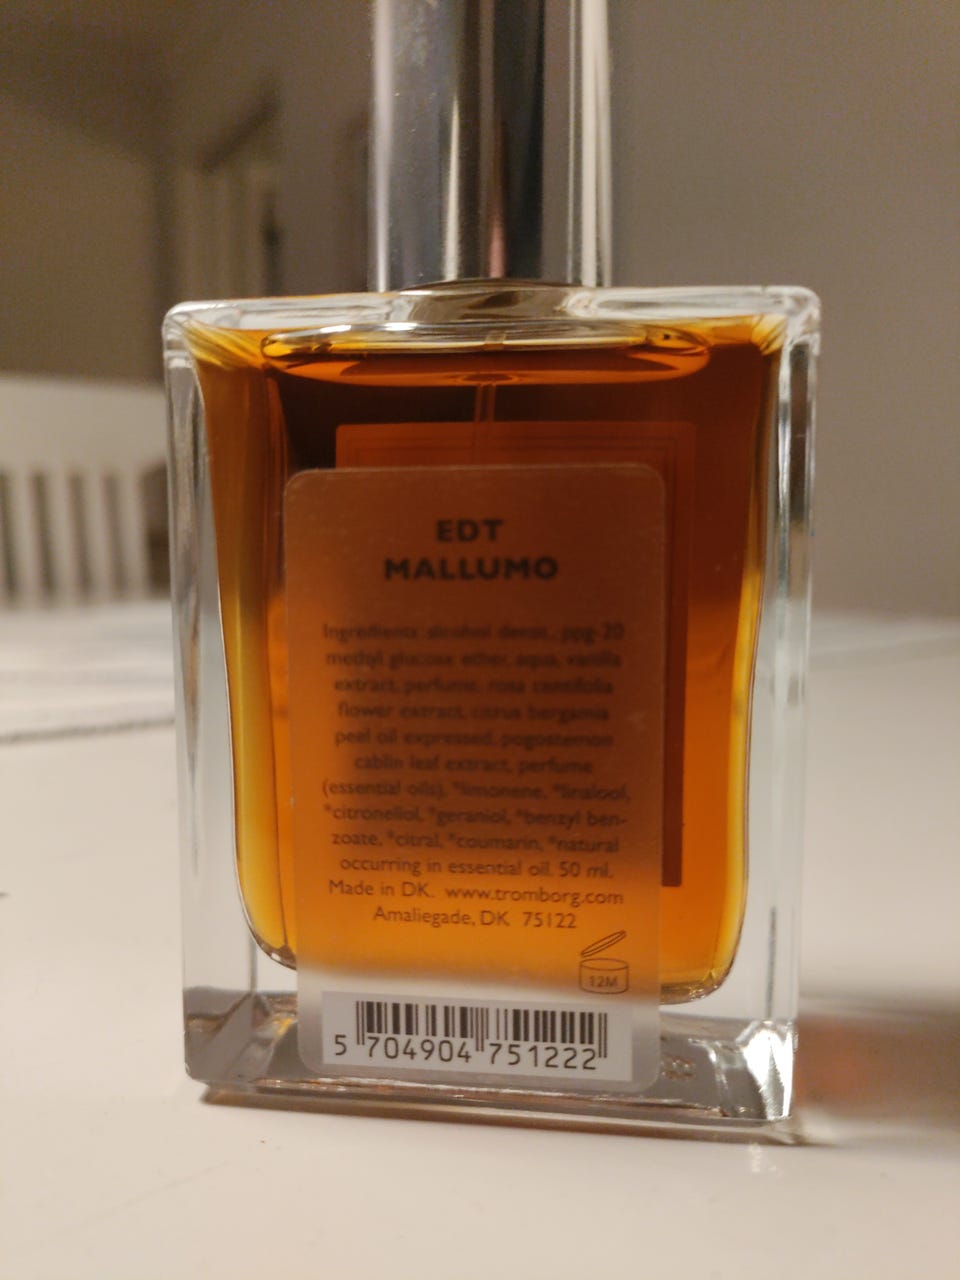 EDT
MALLUMO
Ingredients: alcohol denat., ppg-20
methyl glucose ether, aqua, vanilla
extract, perfume, rosa centifolia
flower extract, citrus bergamia
peel oil expressed, pogostemon
cablin leaf extract, perfume
(essential oils), *limonene, *linalool,
*citronellol, *geraniol, *benzyl ben-
zoate, *citral, *coumarin, *natural
occurring in essential oil. 50 ml.
Made in DK. www.tromborg.com
Amaliegade, DK 75122
12M
5 704904 751222